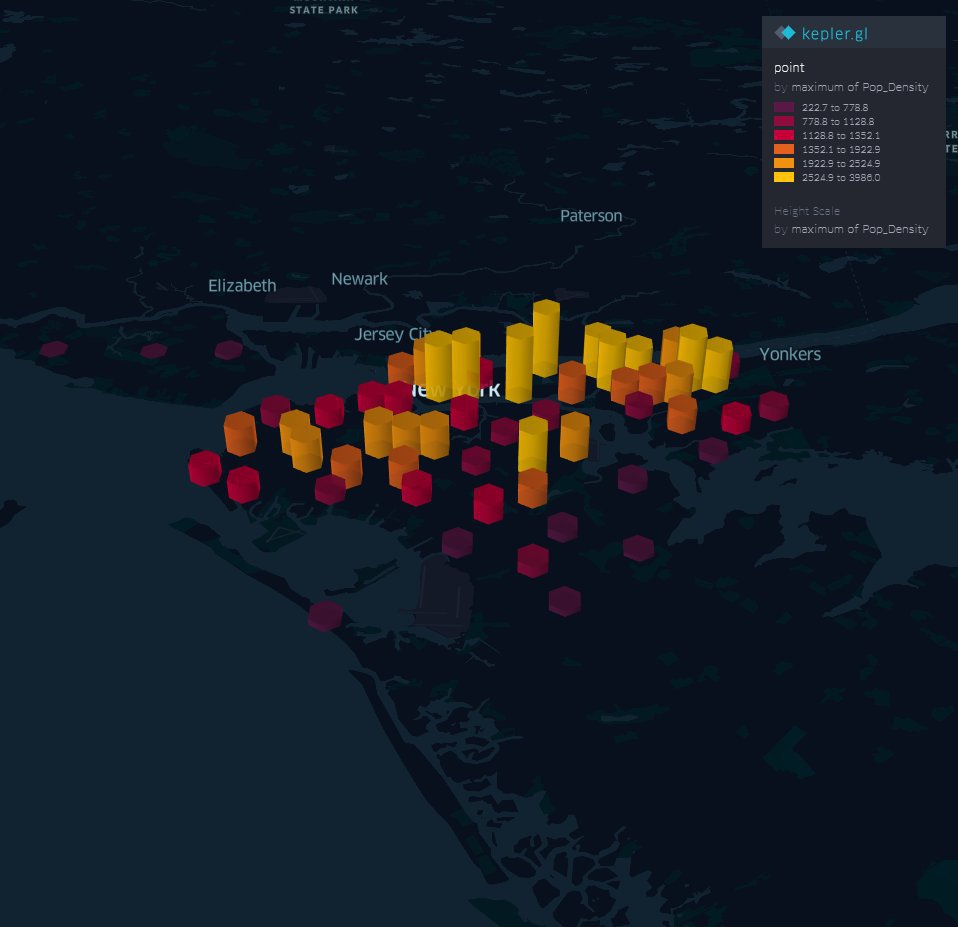 STATE PARK
kepler.gl
point
by maximum of Pop_Density
222.7 to 778.8
778.8 to 1128.8
1128.8 to 1352.1
1352.1 to 1922.9
1922.9 to 2524.9
2524.9 to 3986.0
Height Scale
by maximum of Pop_Density
Paterson
Newark
Elizabeth
Jersey City
Yonkers
NEW YORK